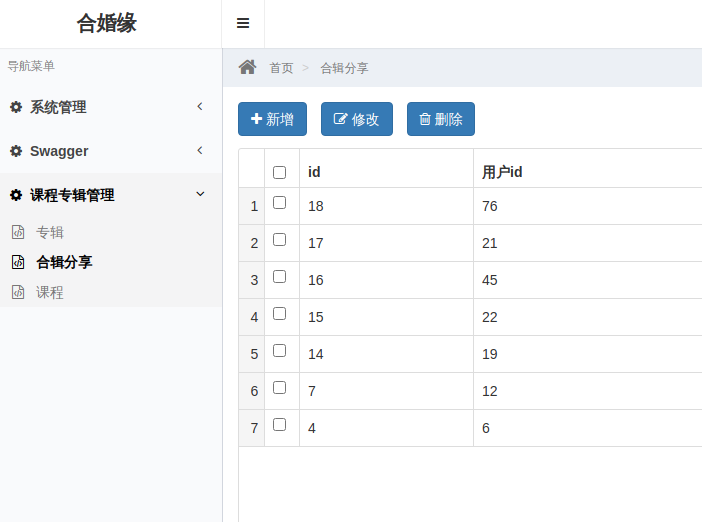 合婚缘
导航菜单
首页 > 合辑分享
系统管理
Swagger
课程专辑管理
专辑
合辑分享
课程
新增 修改 删除
id 用户id
1 18 76
2 17 21
3 16 45
4 15 22
5 14 19
6 7 12
7 4 6